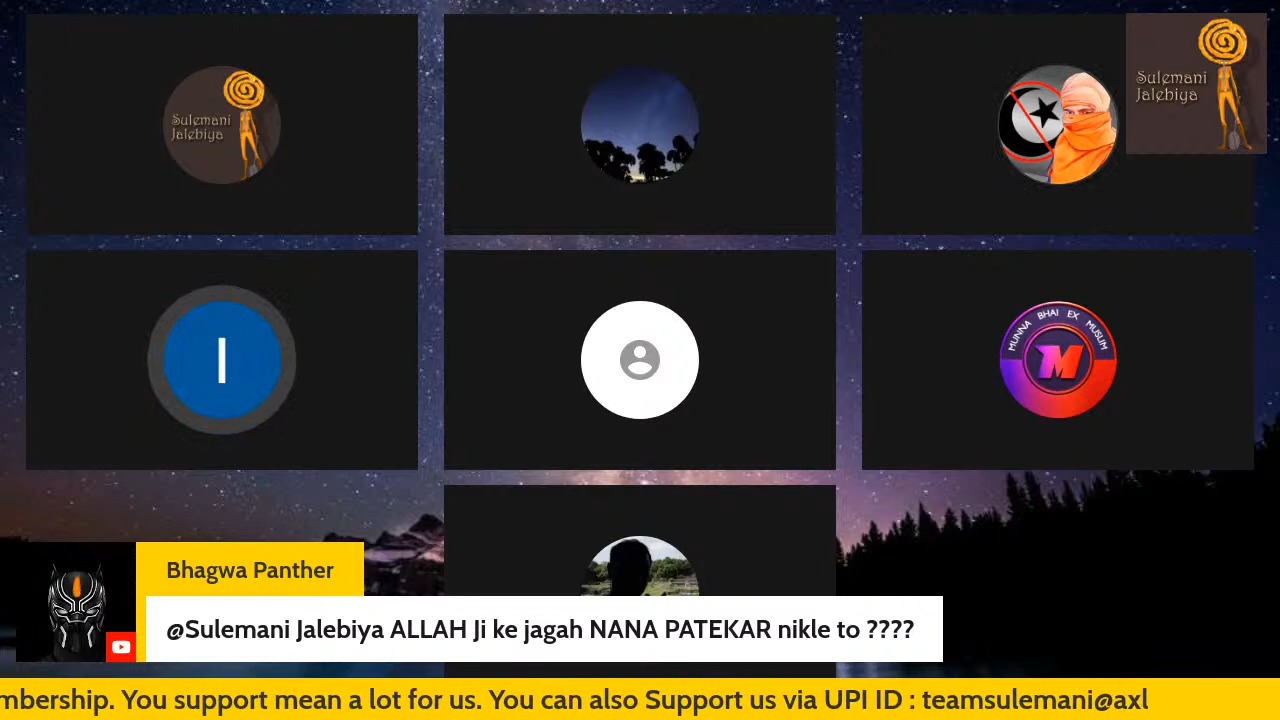 Sulemani
Jalebiya
Sulemani
Jalebiya
I
MUNNA BHAI EX MUSLIM
M
Bhagwa Panther
@Sulemani Jalebiya ALLAH Ji ke jagah NANA PATEKAR nikle to ????
mbership. You support mean a lot for us. You can also Support us via UPI ID : teamsulemani@axl